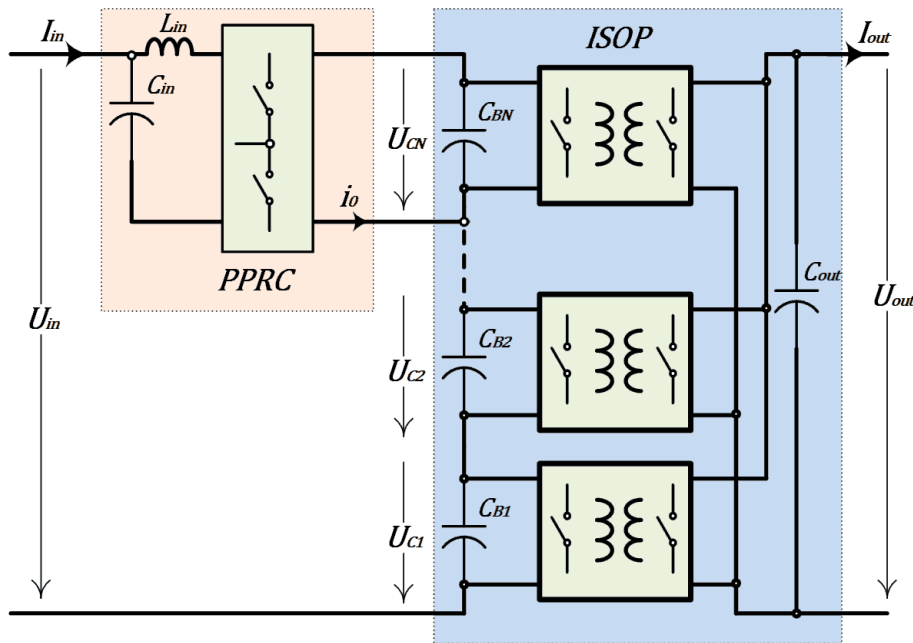 Iin
Lin
Cin
PPRC
i0
Uin
ISOP
UCN
CBN
UC2
CB2
UC1
CB1
Cout
Iout
Uout